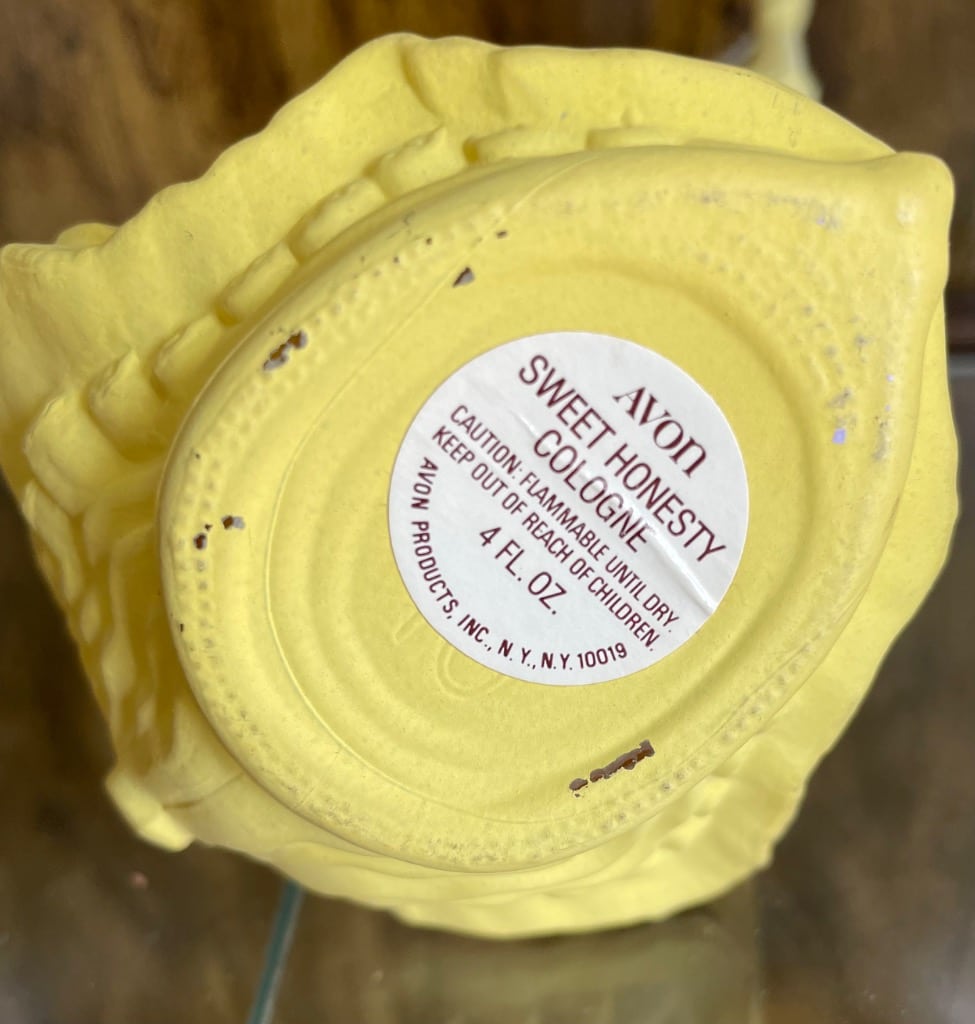 AVON
SWEET HONESTY
COLOGNE
CAUTION: FLAMMABLE UNTIL DRY.
KEEP OUT OF REACH OF CHILDREN.
4 FL. OZ.
AVON PRODUCTS, INC., N.Y., N.Y. 10019